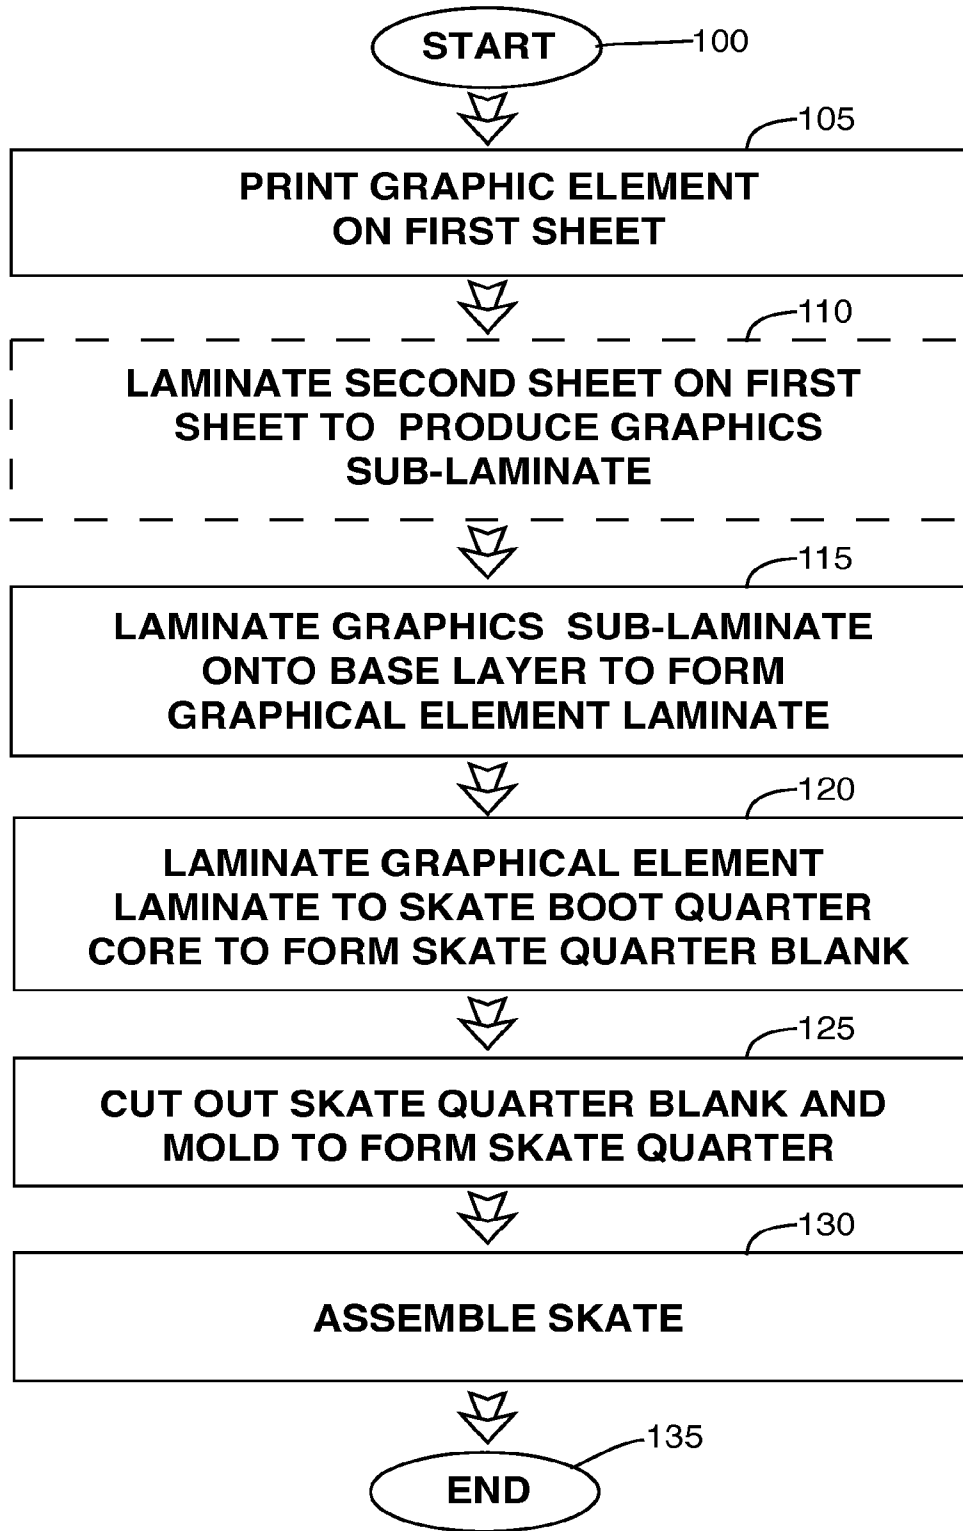 START
100
105
PRINT GRAPHIC ELEMENT
ON FIRST SHEET
110
LAMINATE SECOND SHEET ON FIRST
SHEET TO PRODUCE GRAPHICS
SUB-LAMINATE
115
LAMINATE GRAPHICS SUB-LAMINATE
ONTO BASE LAYER TO FORM
GRAPHICAL ELEMENT LAMINATE
120
LAMINATE GRAPHICAL ELEMENT
LAMINATE TO SKATE BOOT QUARTER
CORE TO FORM SKATE QUARTER BLANK
125
CUT OUT SKATE QUARTER BLANK AND
MOLD TO FORM SKATE QUARTER
130
ASSEMBLE SKATE
135
END